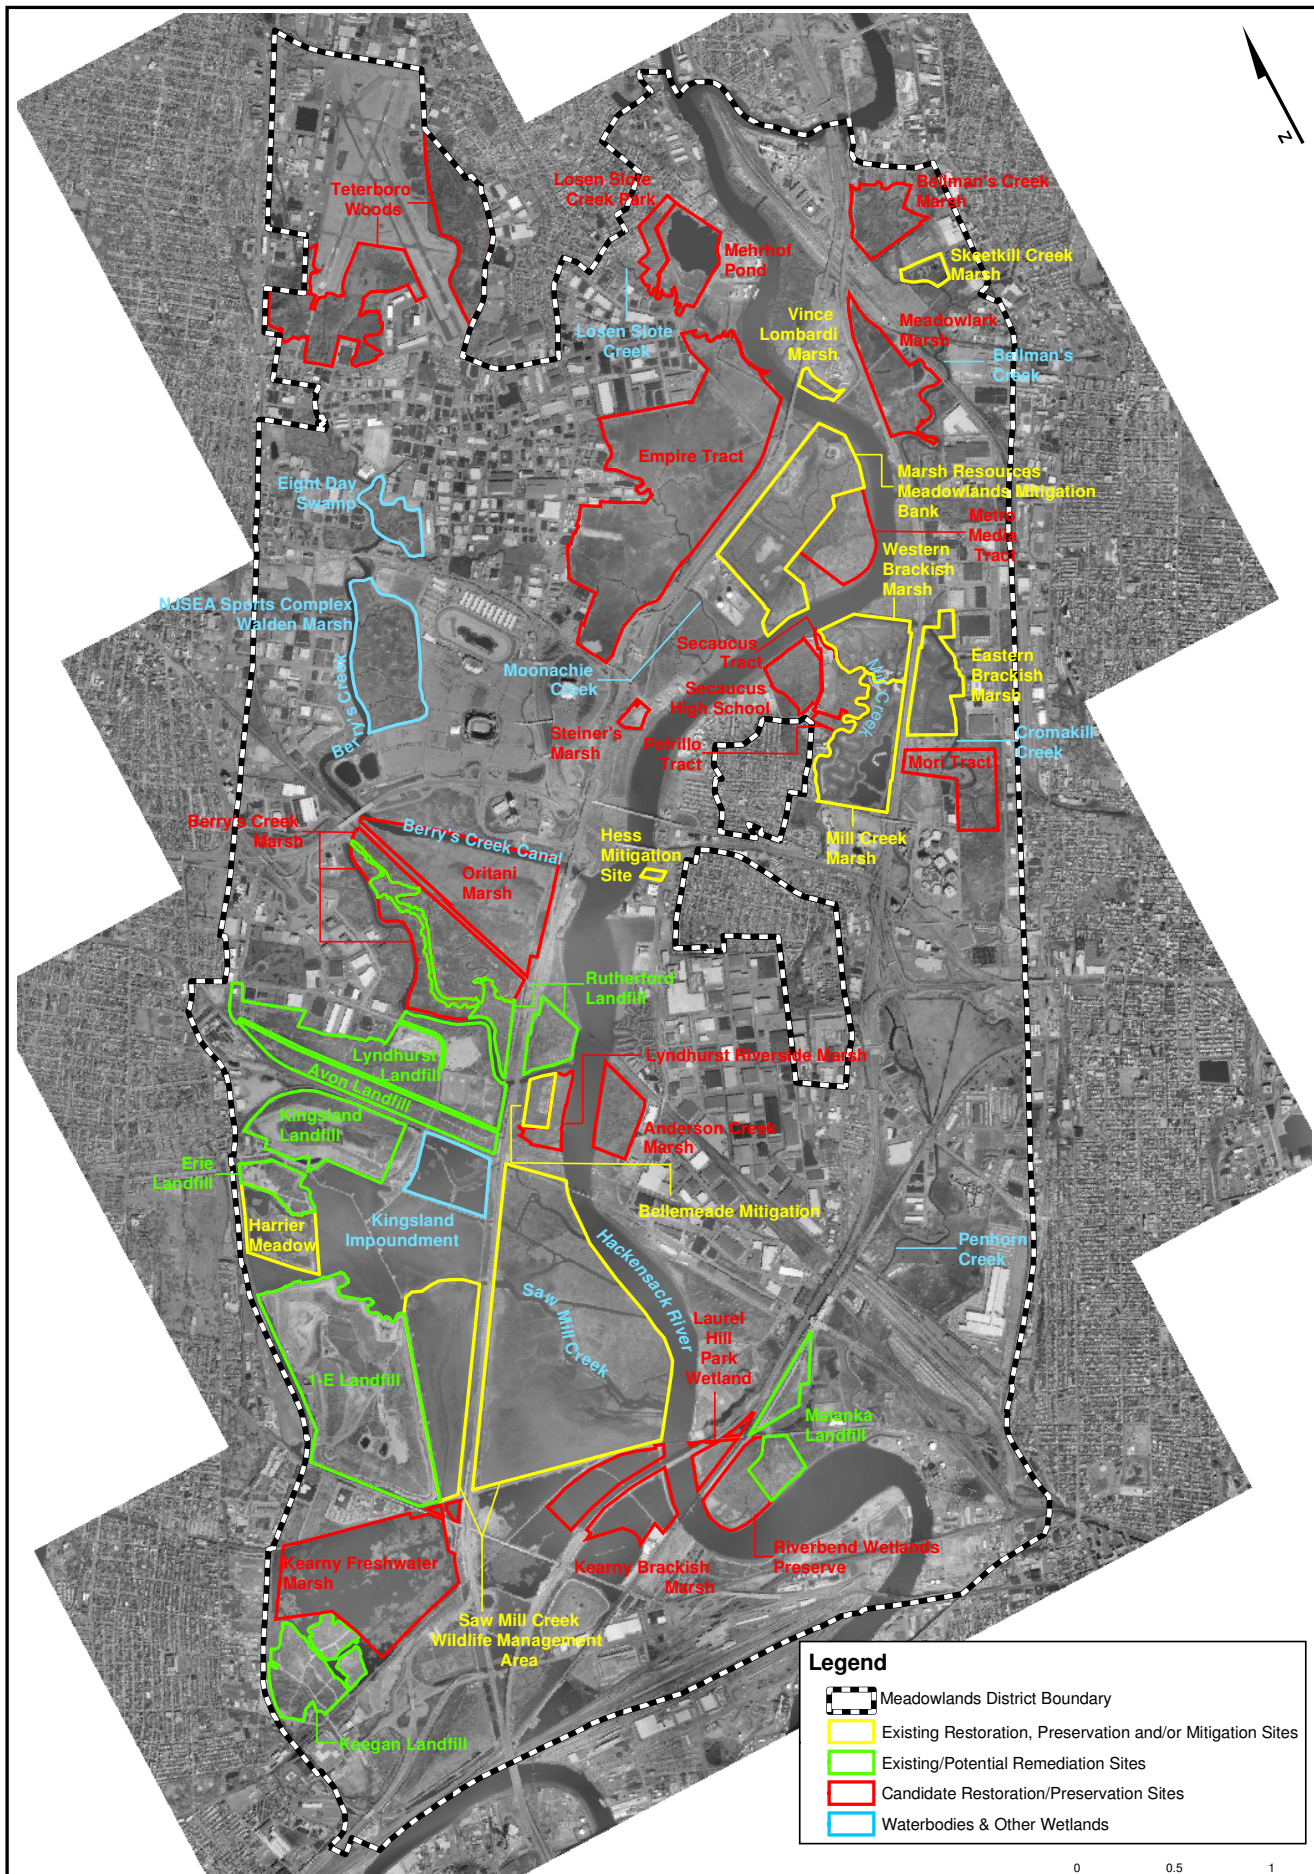 N
Teterboro
Woods
Losen Slote
Creek Park
Mehrhof
Pond
Bellman's Creek
Marsh
Skeetkill Creek
Marsh
Vince
Lombardi
Marsh
Losen Slote
Creek
Meadowlark
Marsh
Bellman's
Creek
Empire Tract
Eight Day
Swamp
Marsh Resources
Meadowlands Mitigation
Bank
Metro
Media
Tract
Western
Brackish
Marsh
NJSEA Sports Complex
Walden Marsh
Berry's Creek
Moonachie
Creek
Secaucus
Tract
Secaucus
High School
Mill Creek
Eastern
Brackish
Marsh
Steiner's
Marsh
Petrillo
Tract
Cromakill
Creek
Mori Tract
Berry's Creek
Marsh
Berry's Creek Canal
Oritani
Marsh
Hess
Mitigation
Site
Mill Creek
Marsh
Rutherford
Landfill
Lyndhurst
Landfill
Avon Landfill
Lyndhurst Riverside Marsh
Kingsland
Landfill
Anderson Creek
Marsh
Erie
Landfill
Harrier
Meadow
Kingsland
Impoundment
Bellemeade Mitigation
Penhorn
Creek
Hackensack River
Saw Mill Creek
Laurel
Hill
Park
Wetland
1-E Landfill
Malanka
Landfill
Kearny Freshwater
Marsh
Kearny Brackish
Marsh
Riverbend Wetlands
Preserve
Saw Mill Creek
Wildlife Management
Area
Keegan Landfill
Legend
Meadowlands District Boundary
Existing Restoration, Preservation and/or Mitigation Sites
Existing/Potential Remediation Sites
Candidate Restoration/Preservation Sites
Waterbodies & Other Wetlands
0 0.5 1